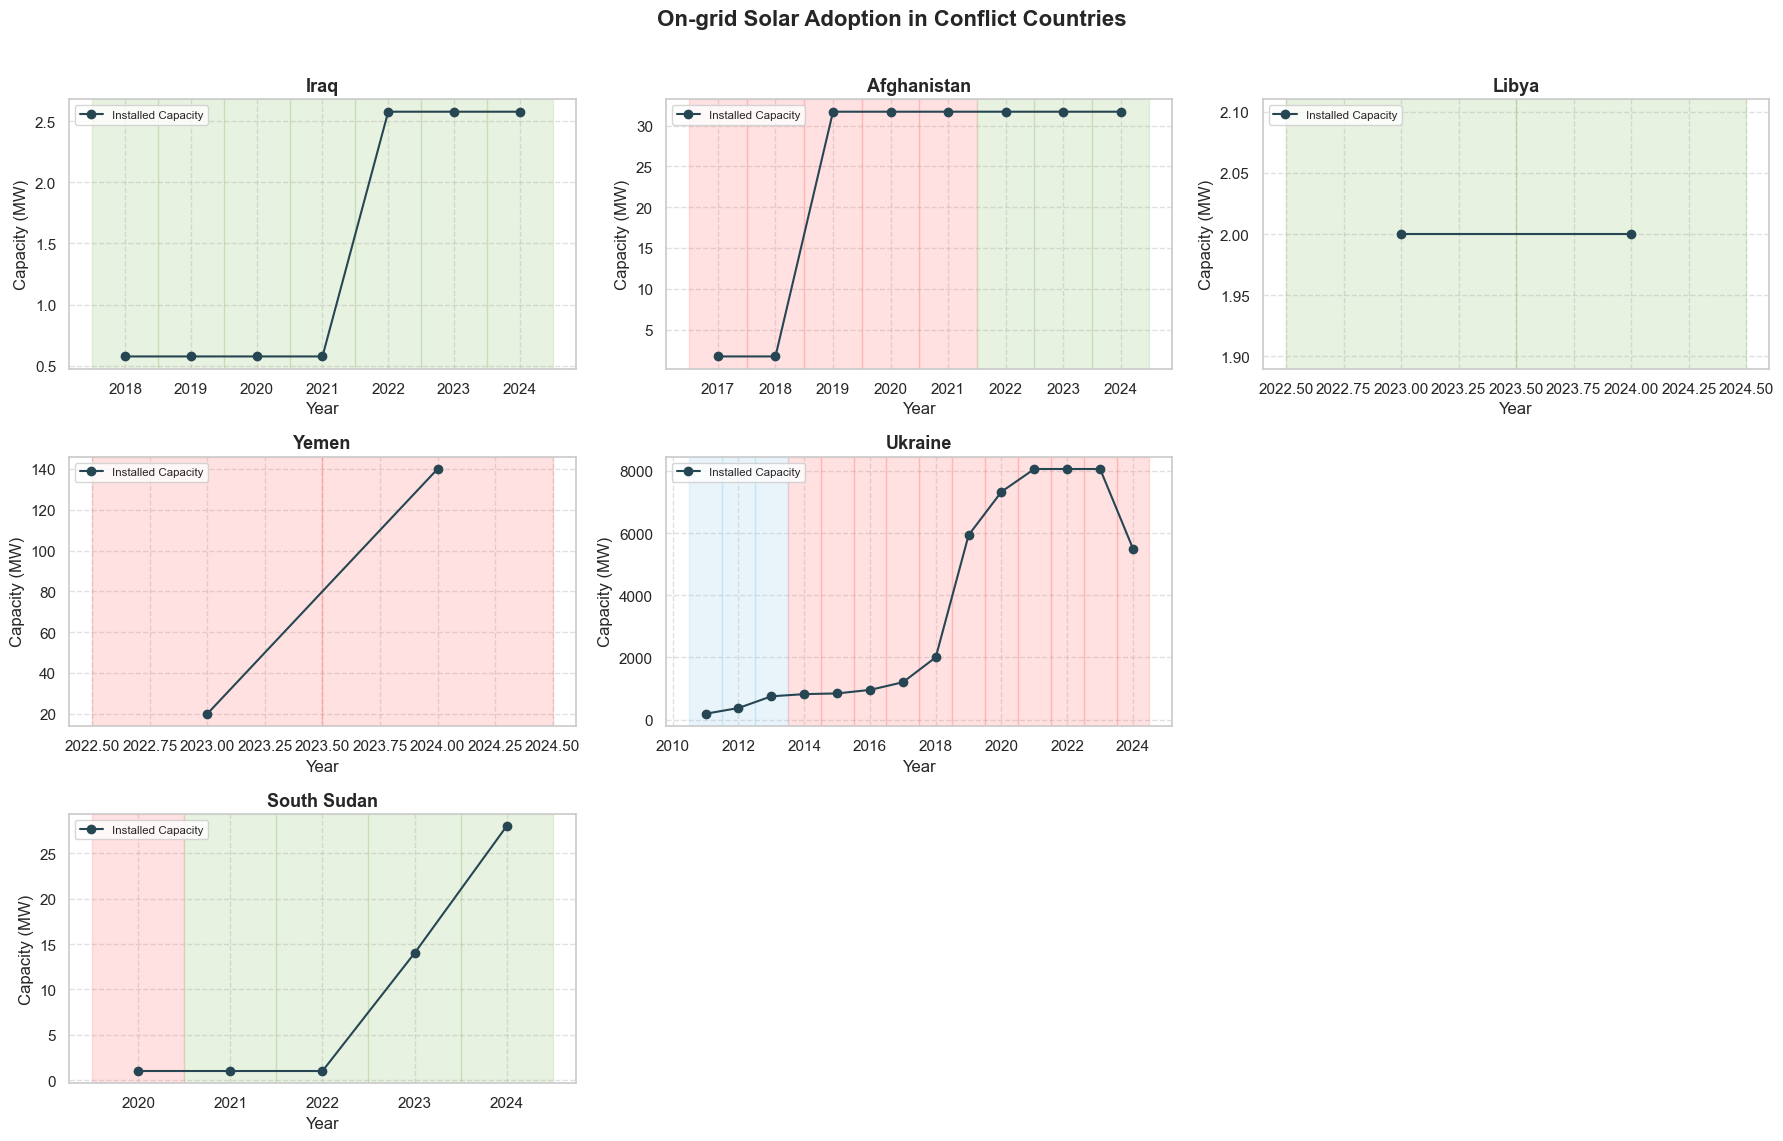 On-grid Solar Adoption in Conflict Countries
Iraq
Installed Capacity
Capacity (MW)
2.5
2.0
1.5
1.0
0.5
2018 2019 2020 2021 2022 2023 2024
Year
Afghanistan
Installed Capacity
Capacity (MW)
30
25
20
15
10
5
2017 2018 2019 2020 2021 2022 2023 2024
Year
Libya
Installed Capacity
Capacity (MW)
2.10
2.05
2.00
1.95
1.90
2022.50 2022.75 2023.00 2023.25 2023.50 2023.75 2024.00 2024.25 2024.50
Year
Yemen
Installed Capacity
Capacity (MW)
140
120
100
80
60
40
20
2022.50 2022.75 2023.00 2023.25 2023.50 2023.75 2024.00 2024.25 2024.50
Year
Ukraine
Installed Capacity
Capacity (MW)
8000
6000
4000
2000
0
2010 2012 2014 2016 2018 2020 2022 2024
Year
South Sudan
Installed Capacity
Capacity (MW)
25
20
15
10
5
0
2020 2021 2022 2023 2024
Year